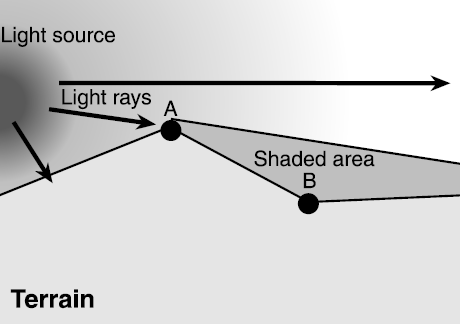 Light source
Light rays
A
Shaded area
B
Terrain